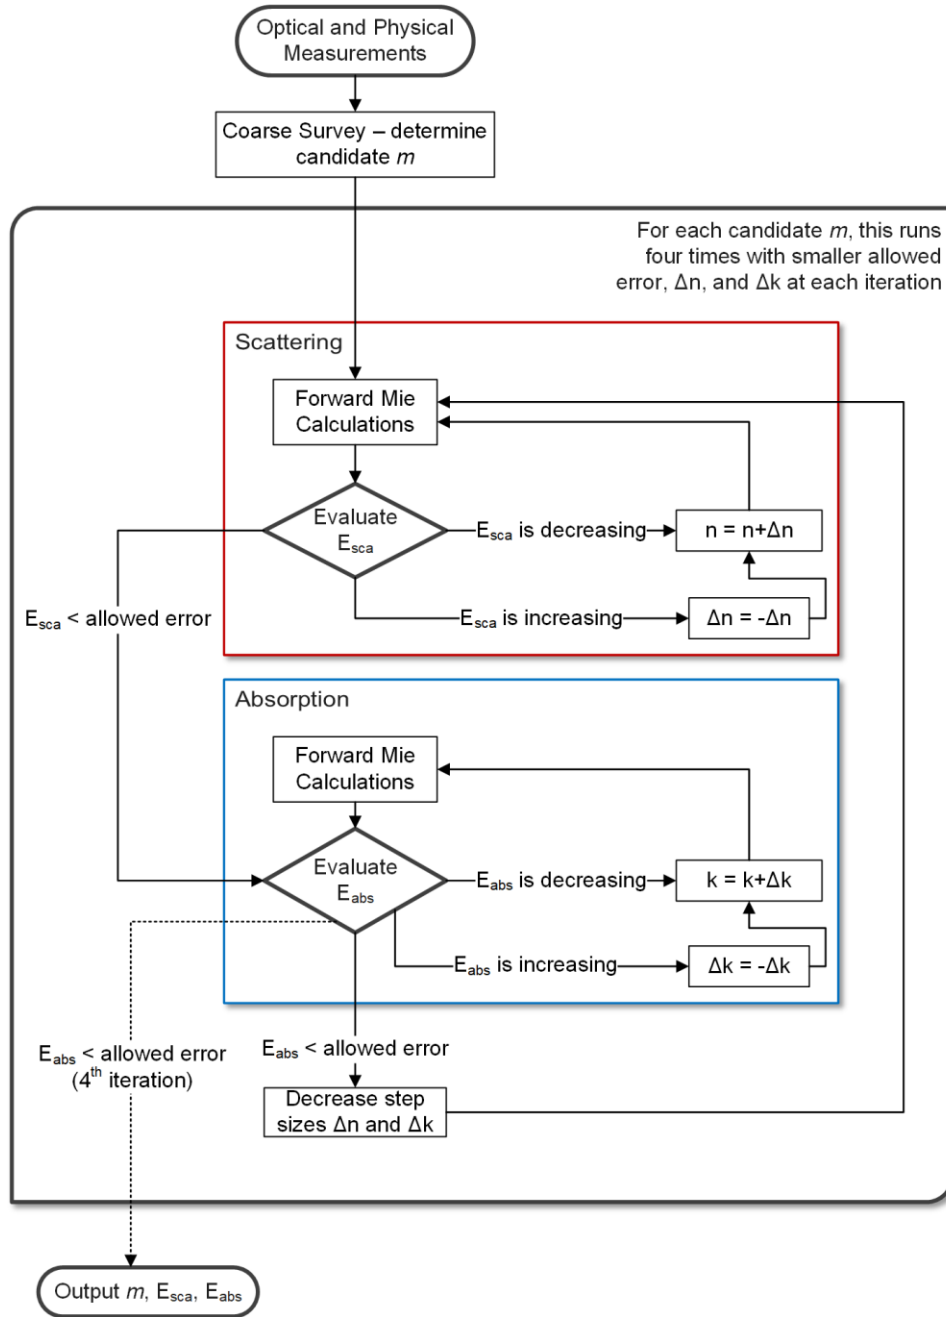 Optical and Physical
Measurements
Coarse Survey – determine
candidate m
For each candidate m, this runs
four times with smaller allowed
error, Δn, and Δk at each iteration
Scattering
Forward Mie
Calculations
Evaluate
Esca
Esca is decreasing
n = n+Δn
Esca is increasing
Δn = -Δn
Esca < allowed error
Absorption
Forward Mie
Calculations
Evaluate
Eabs
Eabs is decreasing
k = k+Δk
Eabs is increasing
Δk = -Δk
Eabs < allowed error
(4th iteration)
Eabs < allowed error
Decrease step
sizes Δn and Δk
Output m, Esca, Eabs